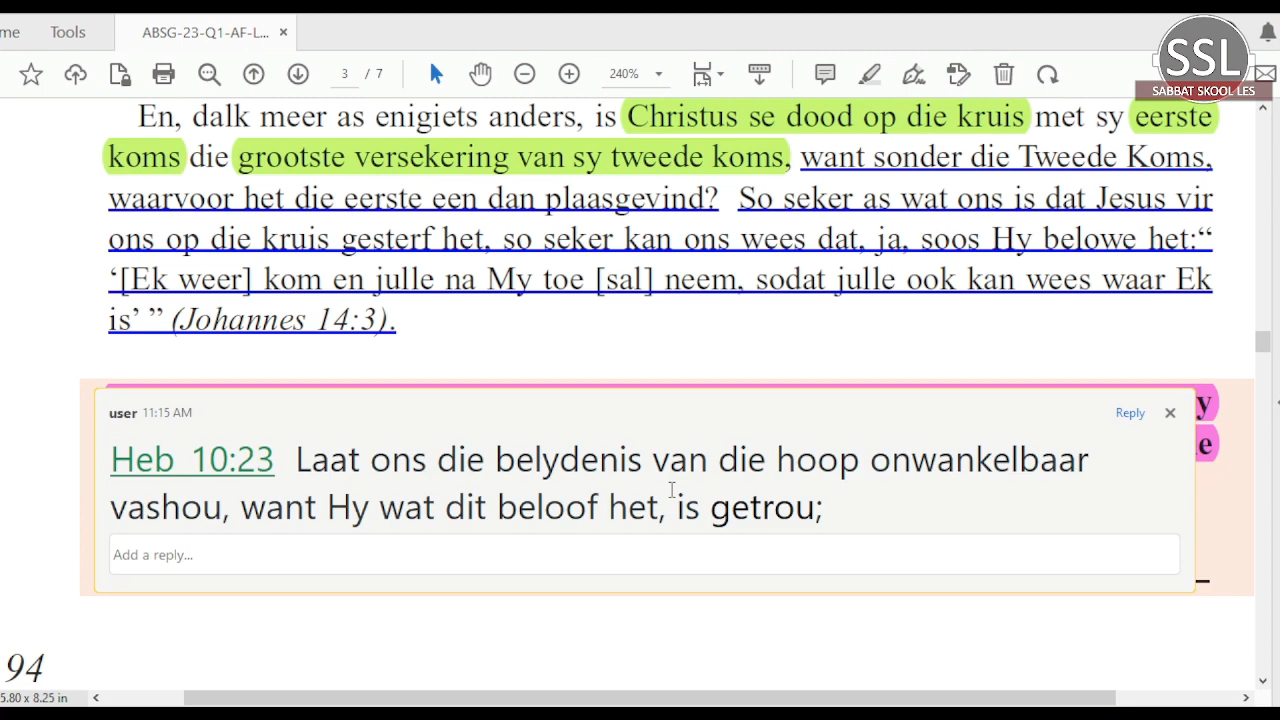 me Tools ABSG-23-Q1-AF-L... ×
SSL
SABBAT SKOOL LES
3 / 7 240%
En, dalk meer as enigiets anders, is Christus se dood op die kruis met sy eerste
koms die grootste versekering van sy tweede koms, want sonder die Tweede Koms,
waarvoor het die eerste een dan plaasgevind? So seker as wat ons is dat Jesus vir
ons op die kruis gesterf het, so seker kan ons wees dat, ja, soos Hy belowe het:“
‘[Ek weer] kom en julle na My toe [sal] neem, sodat julle ook kan wees waar Ek
is’ ” (Johannes 14:3).
y
user 11:15 AM Reply ×
e
Heb 10:23 Laat ons die belydenis van die hoop onwankelbaar
vashou, want Hy wat dit beloof het, is getrou;
Add a reply...
94
5.80 x 8.25 in